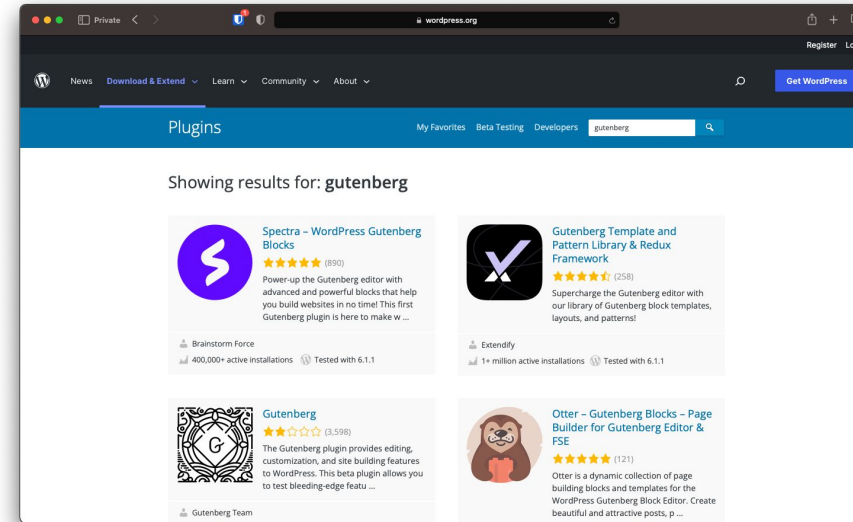 Private
wordpress.org
Register
News Download & Extend Learn Community About
Get WordPress
Plugins
My Favorites Beta Testing Developers gutenberg
Showing results for: gutenberg
Spectra – WordPress Gutenberg
Blocks
(890)
Power-up the Gutenberg editor with
advanced and powerful blocks that help
you build websites in no time! This first
Gutenberg plugin is here to make w ...
Brainstorm Force
400,000+ active installations Tested with 6.1.1
Gutenberg Template and
Pattern Library & Redux
Framework
(258)
Supercharge the Gutenberg editor with
our library of Gutenberg block templates,
layouts, and patterns!
Extendify
1+ million active installations Tested with 6.1.1
G
Gutenberg
(3,598)
The Gutenberg plugin provides editing,
customization, and site building features
to WordPress. This beta plugin allows you
to test bleeding-edge featu ...
Gutenberg Team
Otter – Gutenberg Blocks – Page
Builder for Gutenberg Editor &
FSE
(121)
Otter is a dynamic collection of page
building blocks and templates for the
WordPress Gutenberg Block Editor. Create
beautiful and attractive posts, p ...